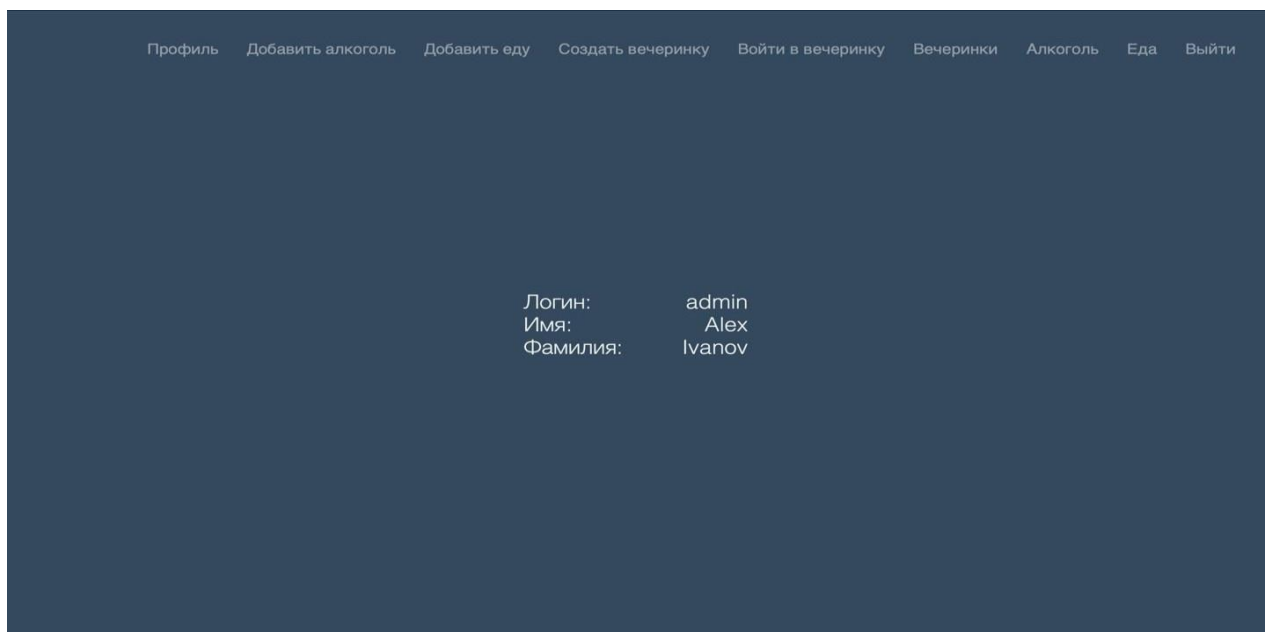 Профиль Добавить алкоголь Добавить еду Создать вечеринку Войти в вечеринку Вечеринки Алкоголь Еда Выйти
Логин: admin
Имя: Alex
Фамилия: Ivanov